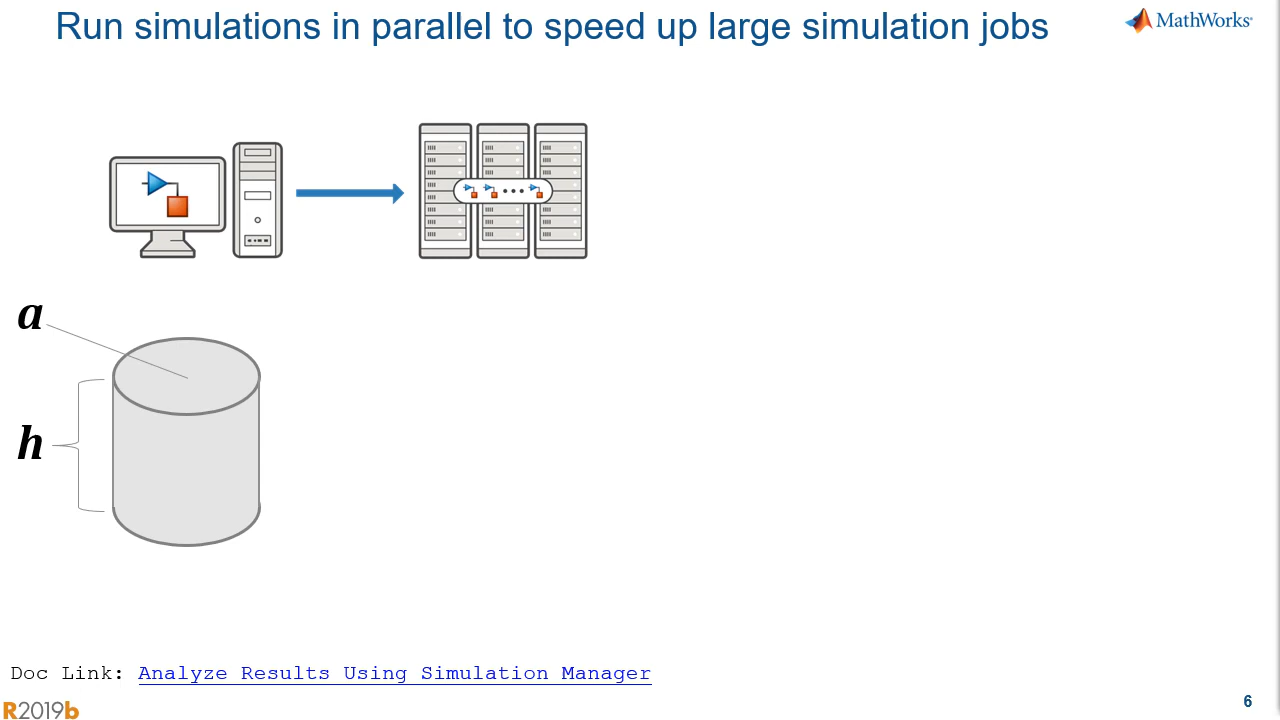 Run simulations in parallel to speed up large simulation jobs
MathWorks®
a
h
Doc Link: Analyze Results Using Simulation Manager
R2019b
6